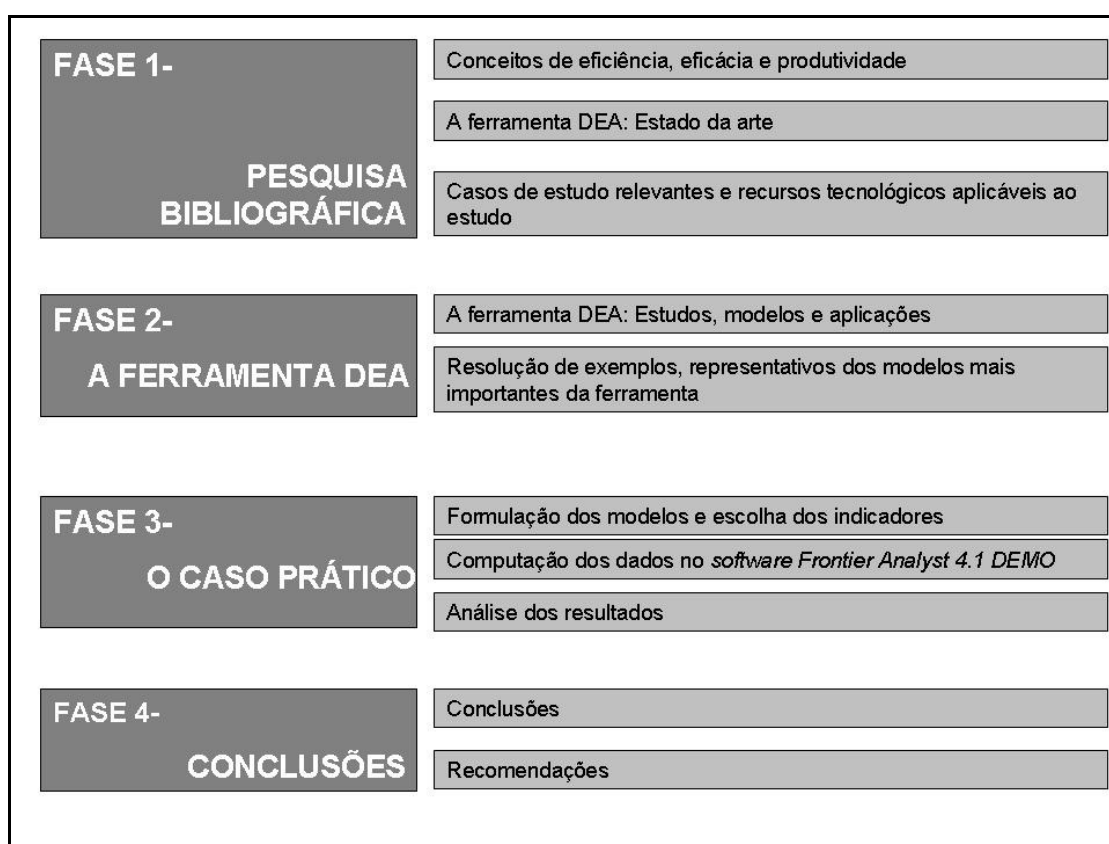 FASE 1-
PESQUISA
BIBLIOGRÁFICA
Conceitos de eficiência, eficácia e produtividade
A ferramenta DEA: Estado da arte
Casos de estudo relevantes e recursos tecnológicos aplicáveis ao
estudo
FASE 2-
A FERRAMENTA DEA
A ferramenta DEA: Estudos, modelos e aplicações
Resolução de exemplos, representativos dos modelos mais
importantes da ferramenta
FASE 3-
O CASO PRÁTICO
Formulação dos modelos e escolha dos indicadores
Computação dos dados no software Frontier Analyst 4.1 DEMO
Análise dos resultados
FASE 4-
CONCLUSÕES
Conclusões
Recomendações